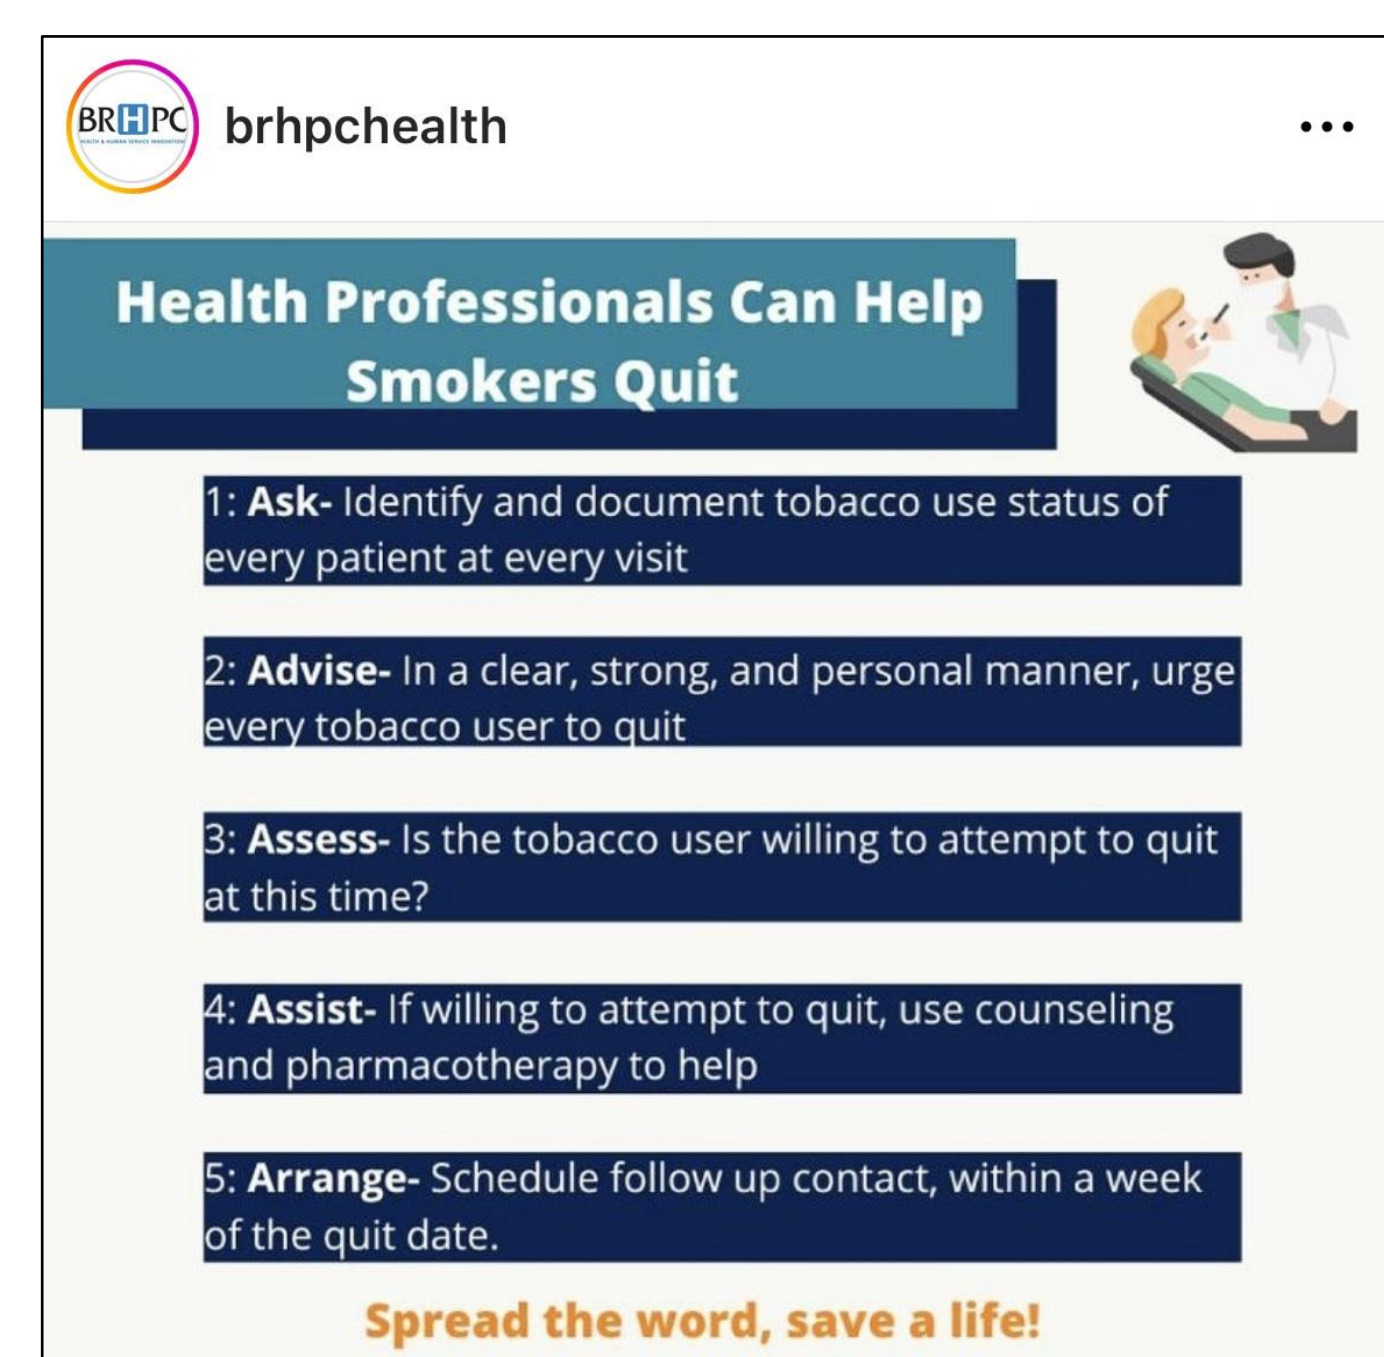 BRHPC
HEALTH & HUMAN SERVICE INNOVATIONS
brhpchealth
Health Professionals Can Help
Smokers Quit
1: Ask- Identify and document tobacco use status of
every patient at every visit
2: Advise- In a clear, strong, and personal manner, urge
every tobacco user to quit
3: Assess- Is the tobacco user willing to attempt to quit
at this time?
4: Assist- If willing to attempt to quit, use counseling
and pharmacotherapy to help
5: Arrange- Schedule follow up contact, within a week
of the quit date.
Spread the word, save a life!